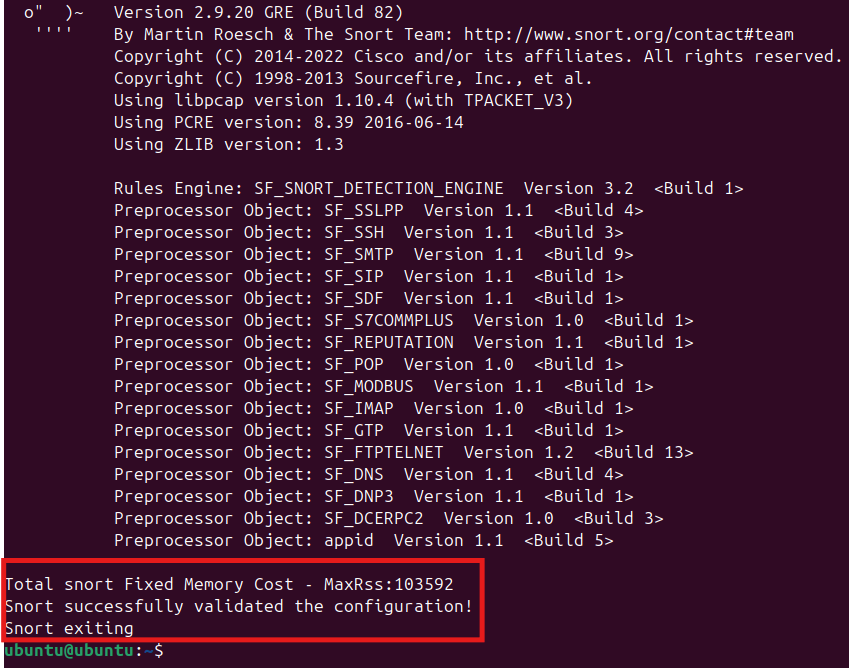 o"  )~   Version 2.9.20 GRE (Build 82)
''''    By Martin Roesch & The Snort Team: http://www.snort.org/contact#team
Copyright (C) 2014-2022 Cisco and/or its affiliates. All rights reserved.
Copyright (C) 1998-2013 Sourcefire, Inc., et al.
Using libpcap version 1.10.4 (with TPACKET_V3)
Using PCRE version: 8.39 2016-06-14
Using ZLIB version: 1.3
Rules Engine: SF_SNORT_DETECTION_ENGINE  Version 3.2  <Build 1>
Preprocessor Object: SF_SSLPP  Version 1.1  <Build 4>
Preprocessor Object: SF_SSH  Version 1.1  <Build 3>
Preprocessor Object: SF_SMTP  Version 1.1  <Build 9>
Preprocessor Object: SF_SIP  Version 1.1  <Build 1>
Preprocessor Object: SF_SDF  Version 1.1  <Build 1>
Preprocessor Object: SF_S7COMMPLUS  Version 1.0  <Build 1>
Preprocessor Object: SF_REPUTATION  Version 1.1  <Build 1>
Preprocessor Object: SF_POP  Version 1.0  <Build 1>
Preprocessor Object: SF_MODBUS  Version 1.1  <Build 1>
Preprocessor Object: SF_IMAP  Version 1.0  <Build 1>
Preprocessor Object: SF_GTP  Version 1.1  <Build 1>
Preprocessor Object: SF_FTPTELNET  Version 1.2  <Build 13>
Preprocessor Object: SF_DNS  Version 1.1  <Build 4>
Preprocessor Object: SF_DNP3  Version 1.1  <Build 1>
Preprocessor Object: SF_DCERPC2  Version 1.0  <Build 3>
Preprocessor Object: appid  Version 1.1  <Build 5>
Total snort Fixed Memory Cost - MaxRss:103592
Snort successfully validated the configuration!
Snort exiting
ubuntu@ubuntu:~$